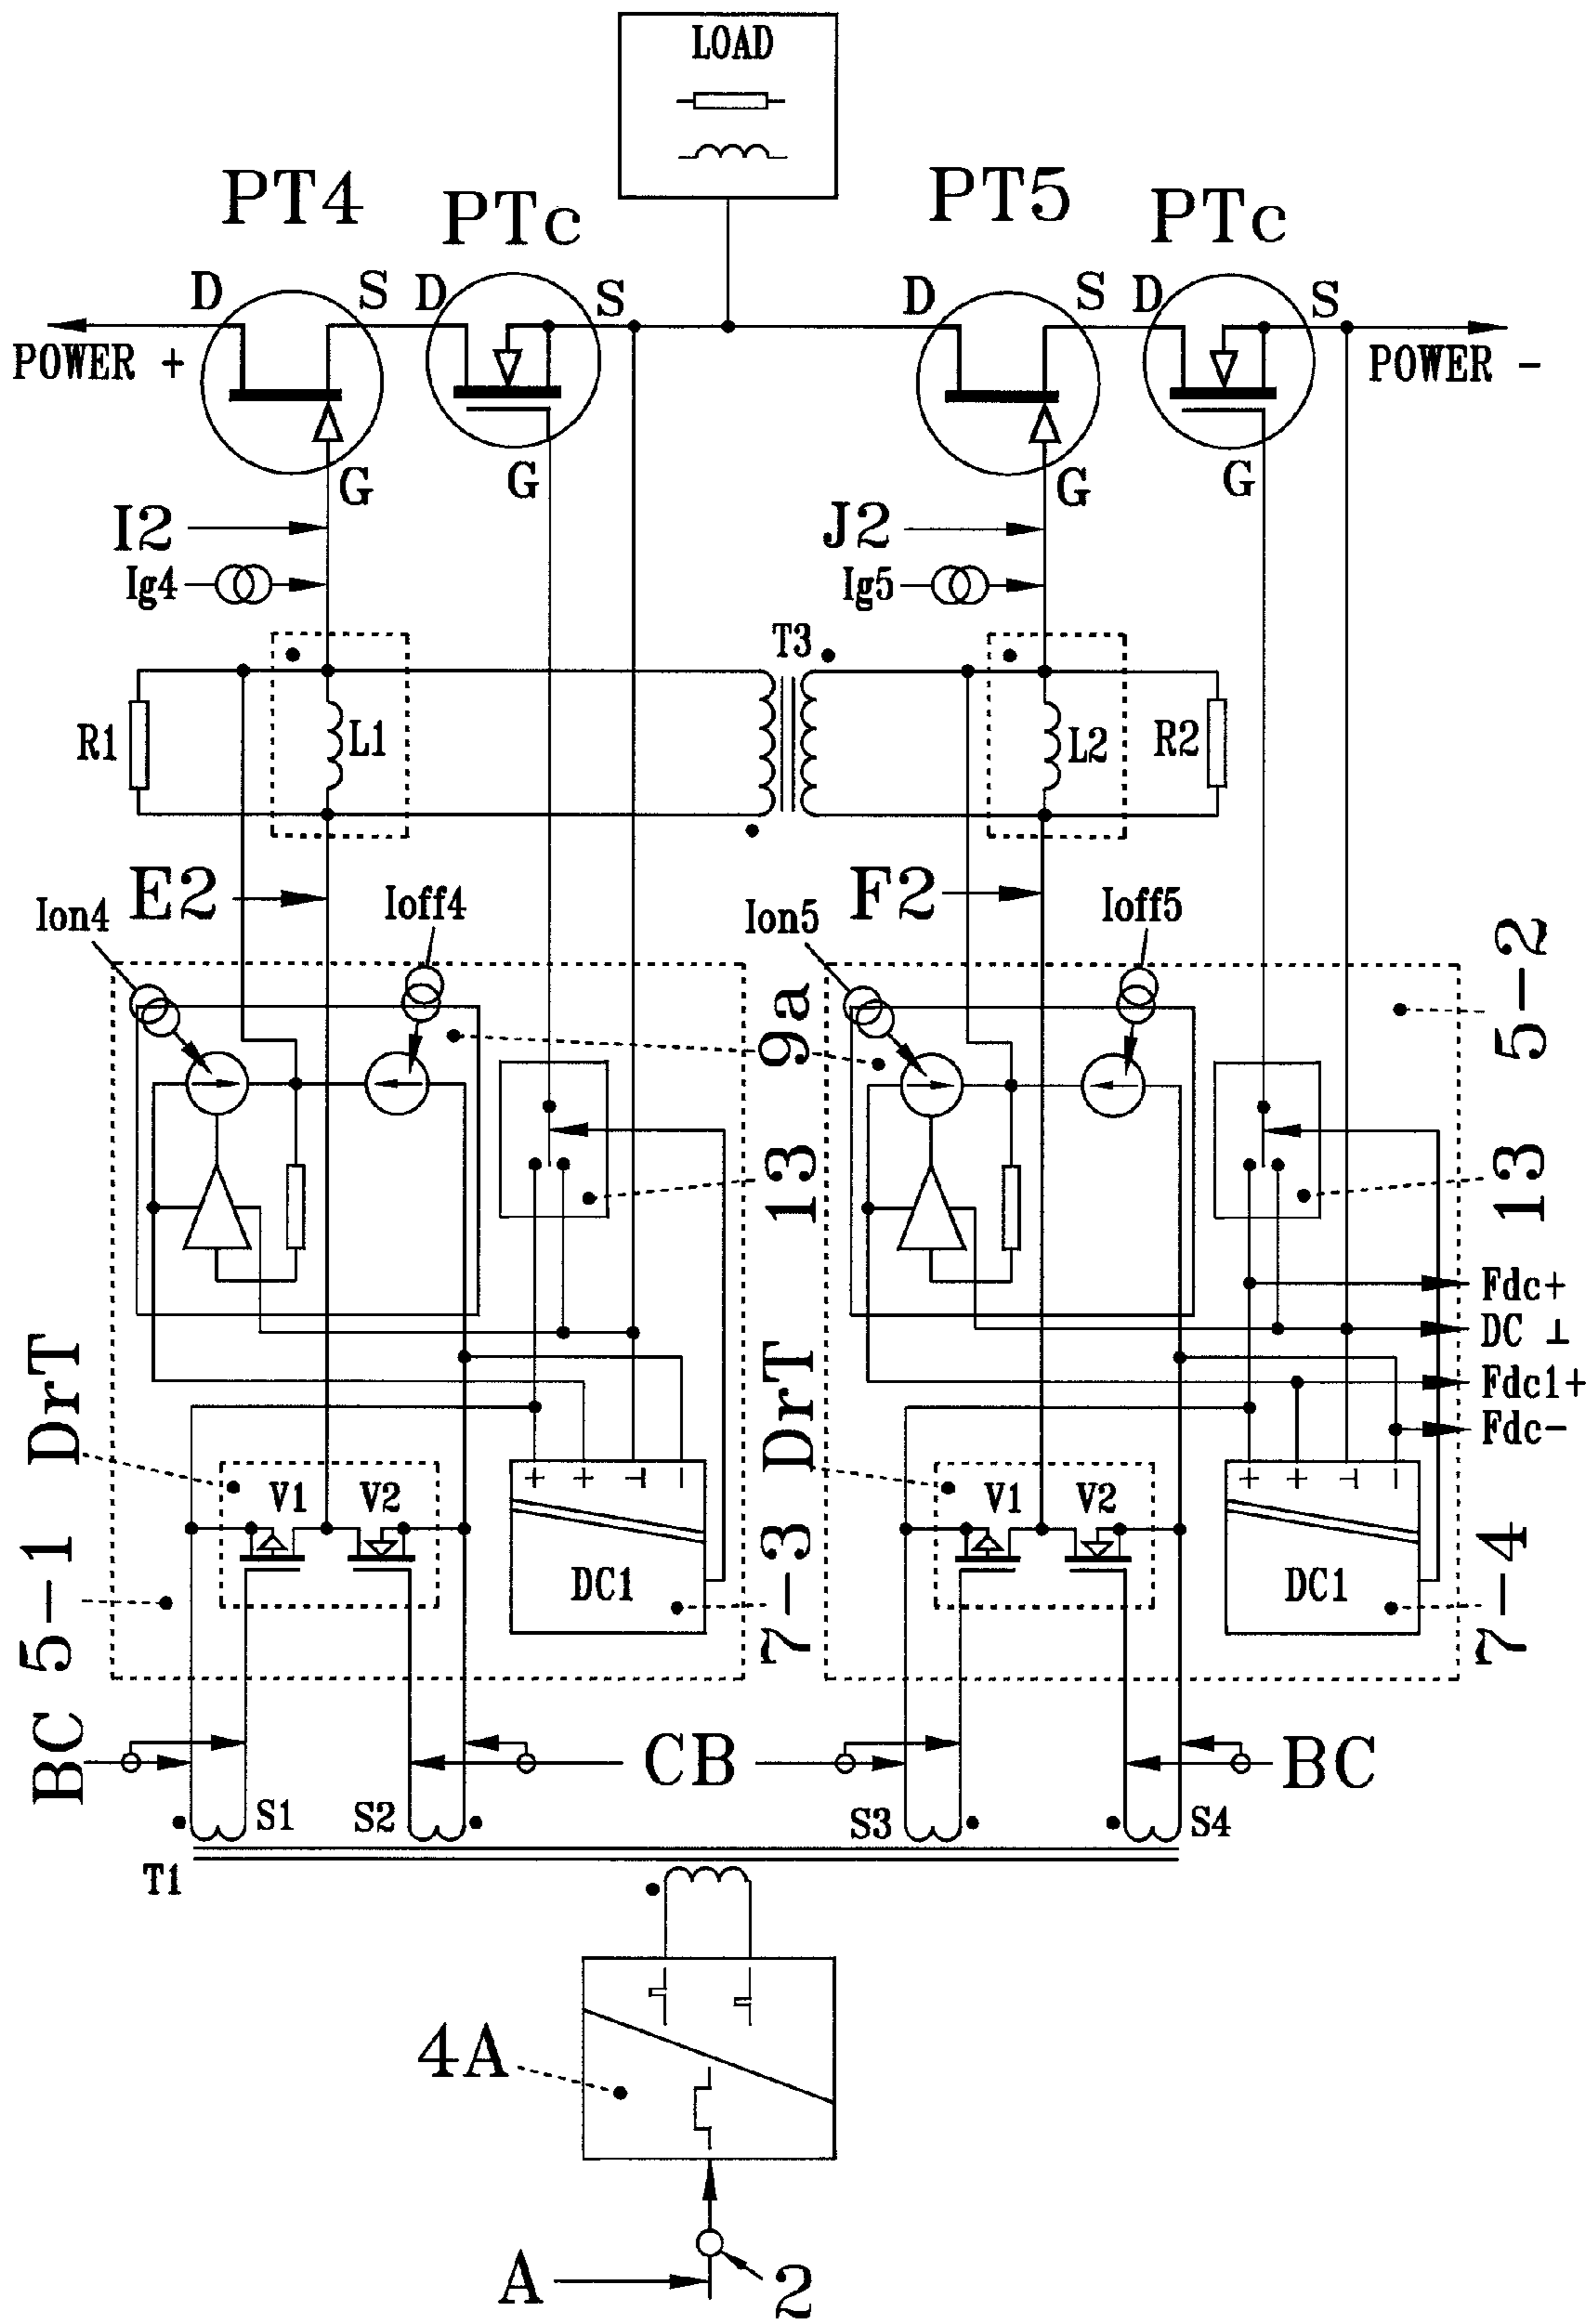 LOAD
PT4
PTc
PT5
PTc
D
S
D
S
D
S
D
S
POWER +
POWER -
G
G
G
G
I2
J2
Ig4
Ig5
T3
R1
L1
L2
R2
E2
F2
Ion4
Ioff4
Ion5
Ioff5
5-2
9a
13
13
Fdc+
DC ⊥
Fdc1+
Fdc-
DrT
DrT
+ + ⊥ -
+ + ⊥ -
V1
V2
V1
V2
DC1
DC1
5-1
7-3
7-4
BC
CB
BC
S1
S2
S3
S4
T1
4A
A
2